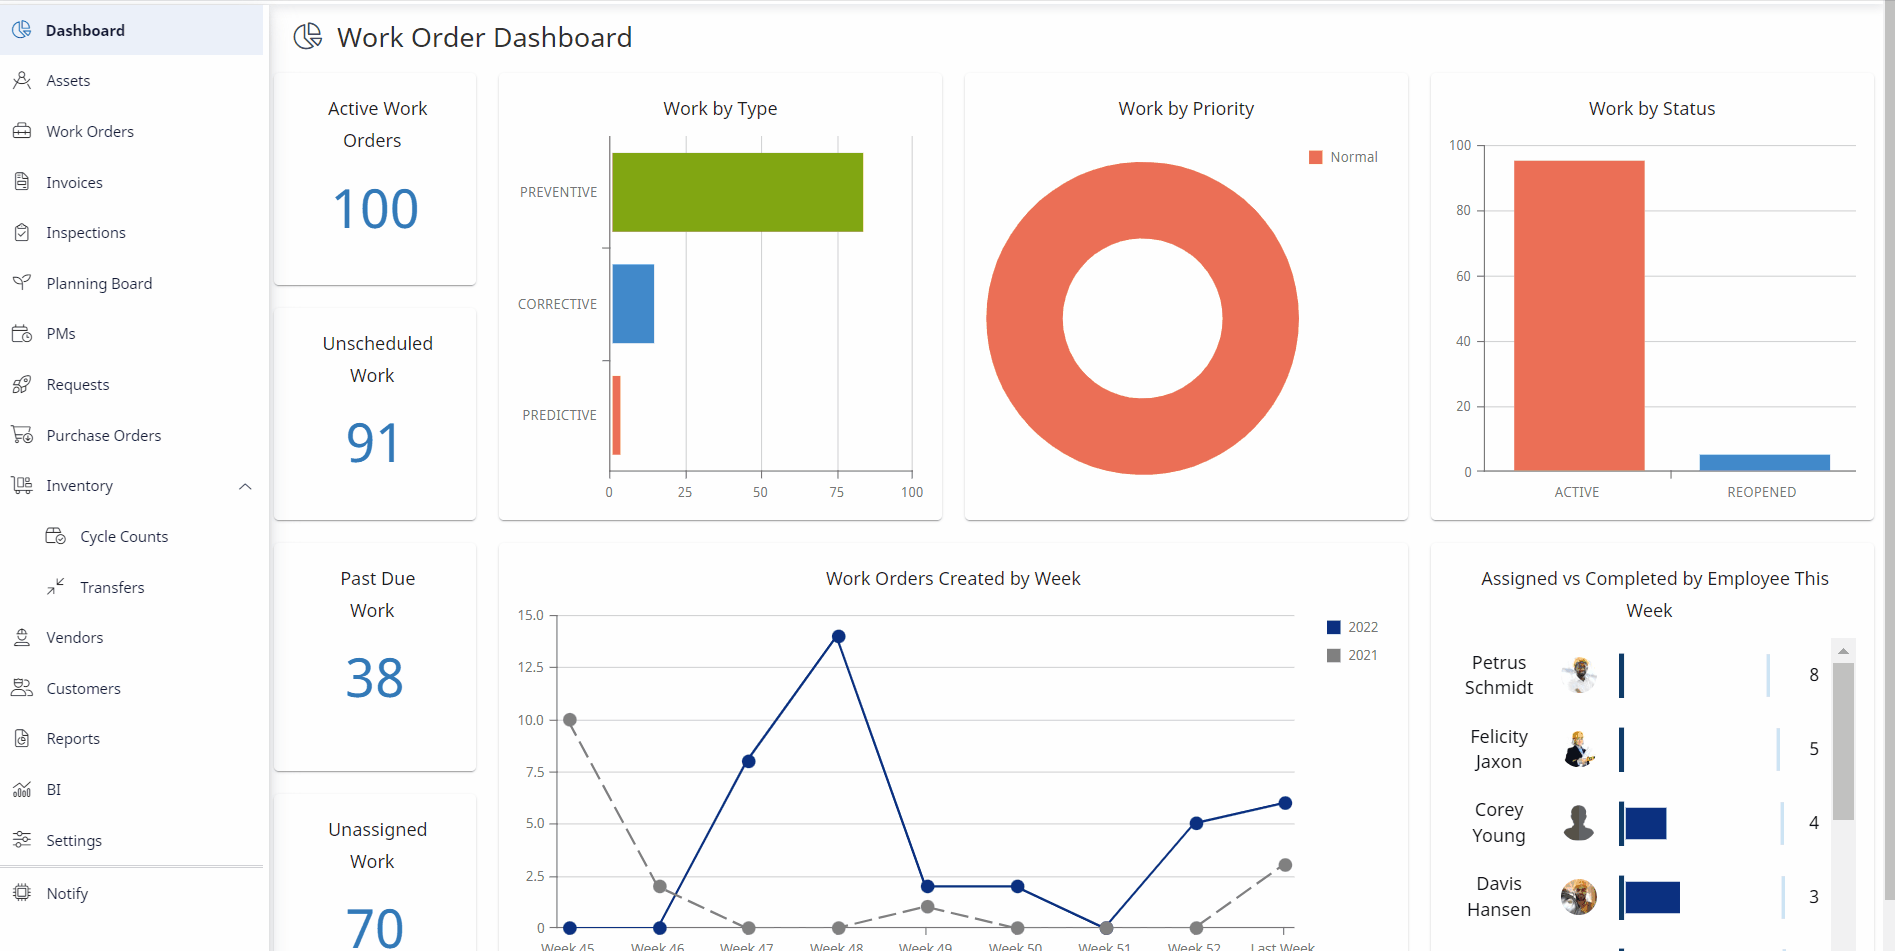 Dashboard
Assets
Work Orders
Invoices
Inspections
Planning Board
PMs
Requests
Purchase Orders
Inventory
Cycle Counts
Transfers
Vendors
Customers
Reports
BI
Settings
Notify
Work Order Dashboard
Active Work
Orders
100
Unscheduled
Work
91
Past Due
Work
38
Unassigned
Work
70
Work by Type
PREVENTIVE
CORRECTIVE
PREDICTIVE
0 25 50 75 100
Work by Priority
Normal
Work by Status
100
80
60
40
20
0
ACTIVE REOPENED
Work Orders Created by Week
15.0
12.5
10.0
7.5
5.0
2.5
0
Week 45 Week 46 Week 47 Week 48 Week 49 Week 50 Week 51 Week 52 Last Week
2022
2021
Assigned vs Completed by Employee This
Week
Petrus
Schmidt
8
Felicity
Jaxon
5
Corey
Young
4
Davis
Hansen
3